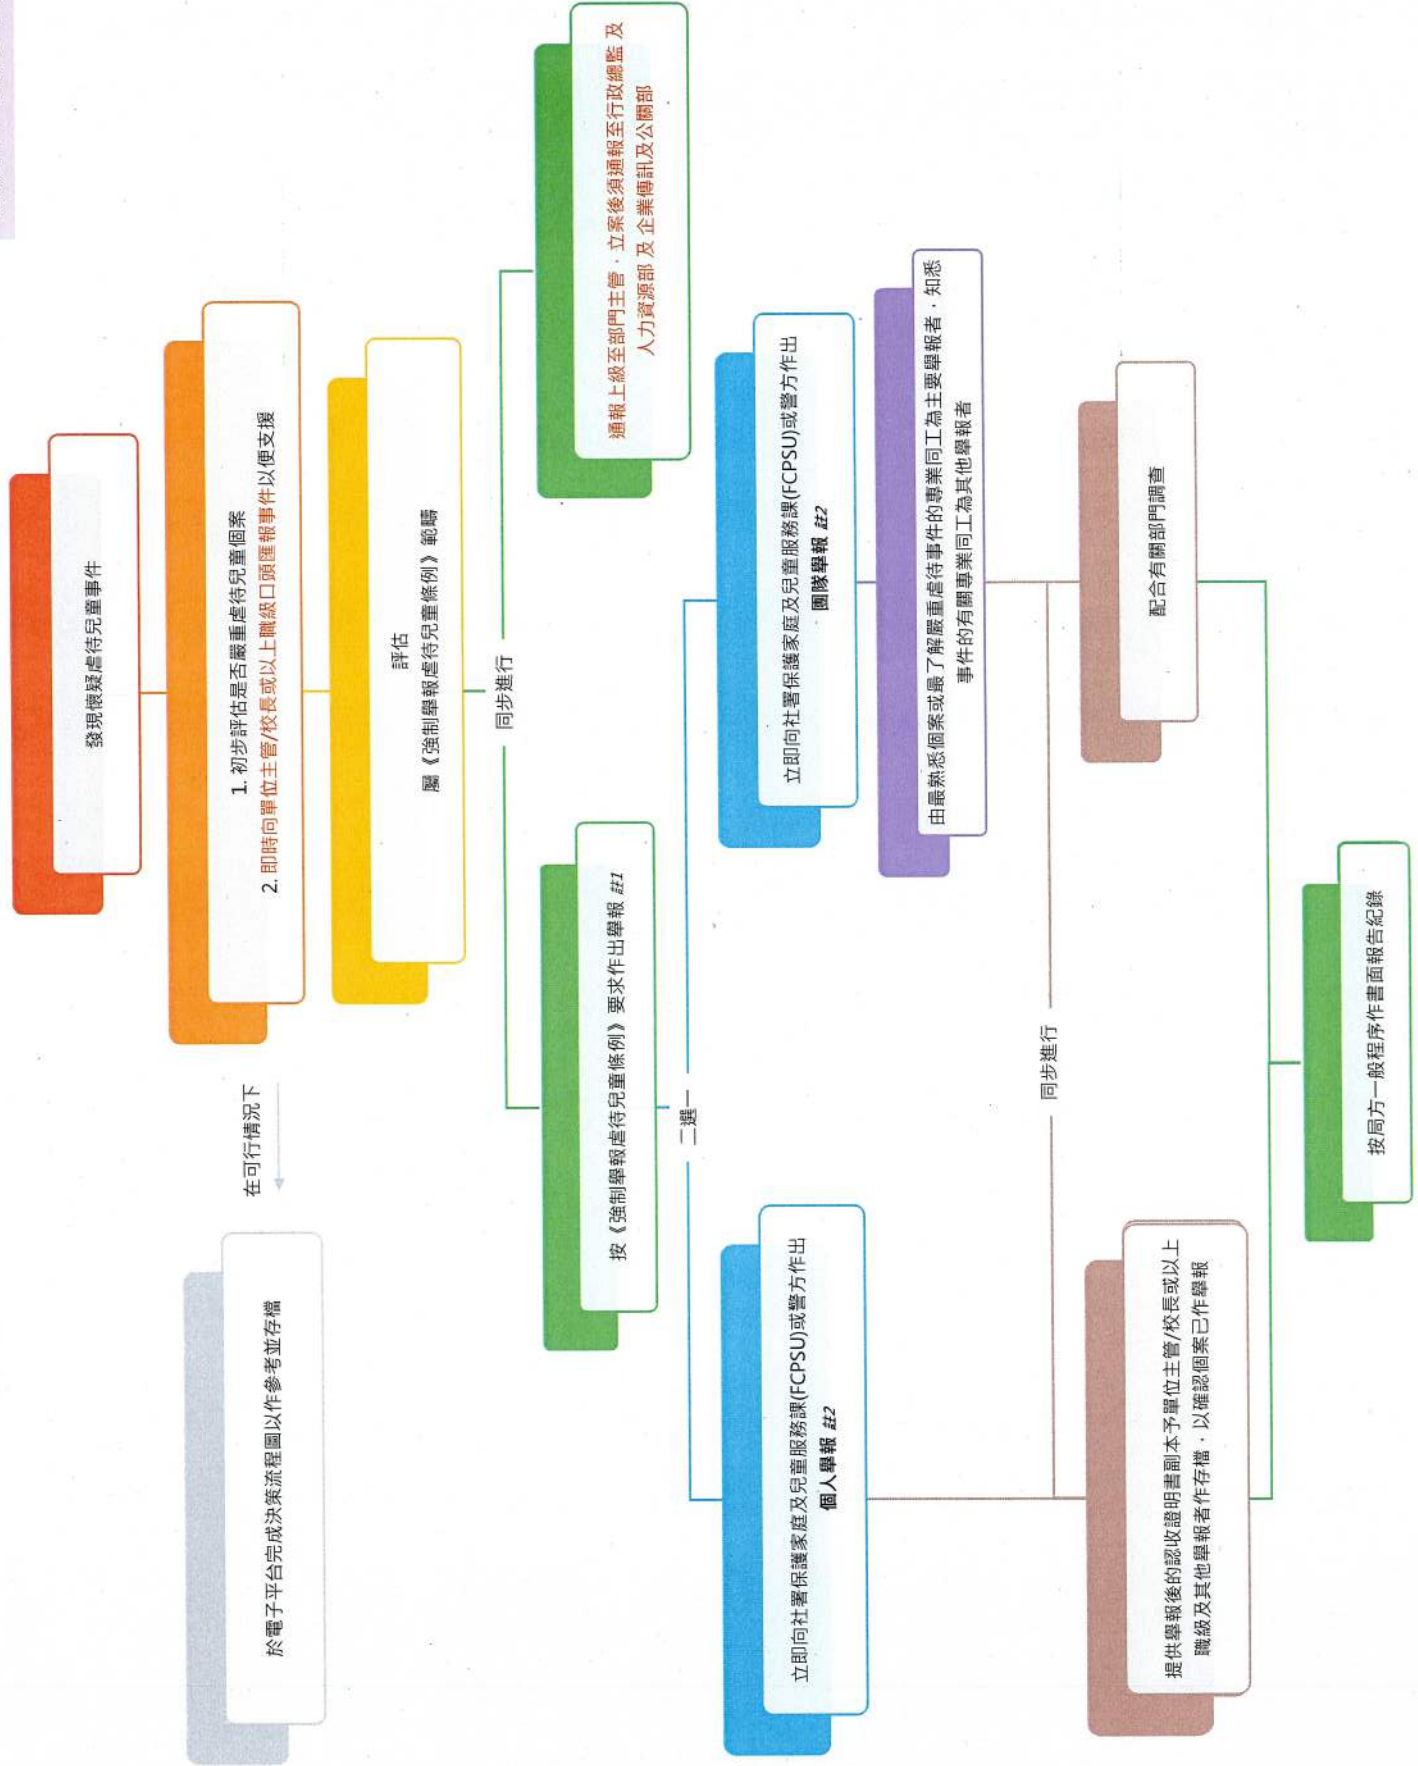 發現懷疑虐待兒童事件
1. 初步評估是否嚴重虐待兒童個案
2. 即時向單位主管/校長或以上職級口頭匯報事件以便支援
在可行情況下
於電子平台完成決策流程圖以作參考並存檔
評估
屬《強制舉報虐待兒童條例》範疇
同步進行
按《強制舉報虐待兒童條例》要求作出舉報 註1
通報上級至部門主管，立案後須通報至行政總監 及
人力資源部 及 企業傳訊及公關部
二選一
立即向社署保護家庭及兒童服務課(FCPSU)或警方作出
個人舉報 註2
立即向社署保護家庭及兒童服務課(FCPSU)或警方作出
團隊舉報 註2
由最熟悉個案或最了解嚴重虐待事件的專業同工為主要舉報者，知悉
事件的有關專業同工為其他舉報者
同步進行
提供舉報後的認收證明書副本予單位主管/校長或以上
職級及其他舉報者作存檔，以確認個案已作舉報
配合有關部門調查
按局方一般程序作書面報告紀錄